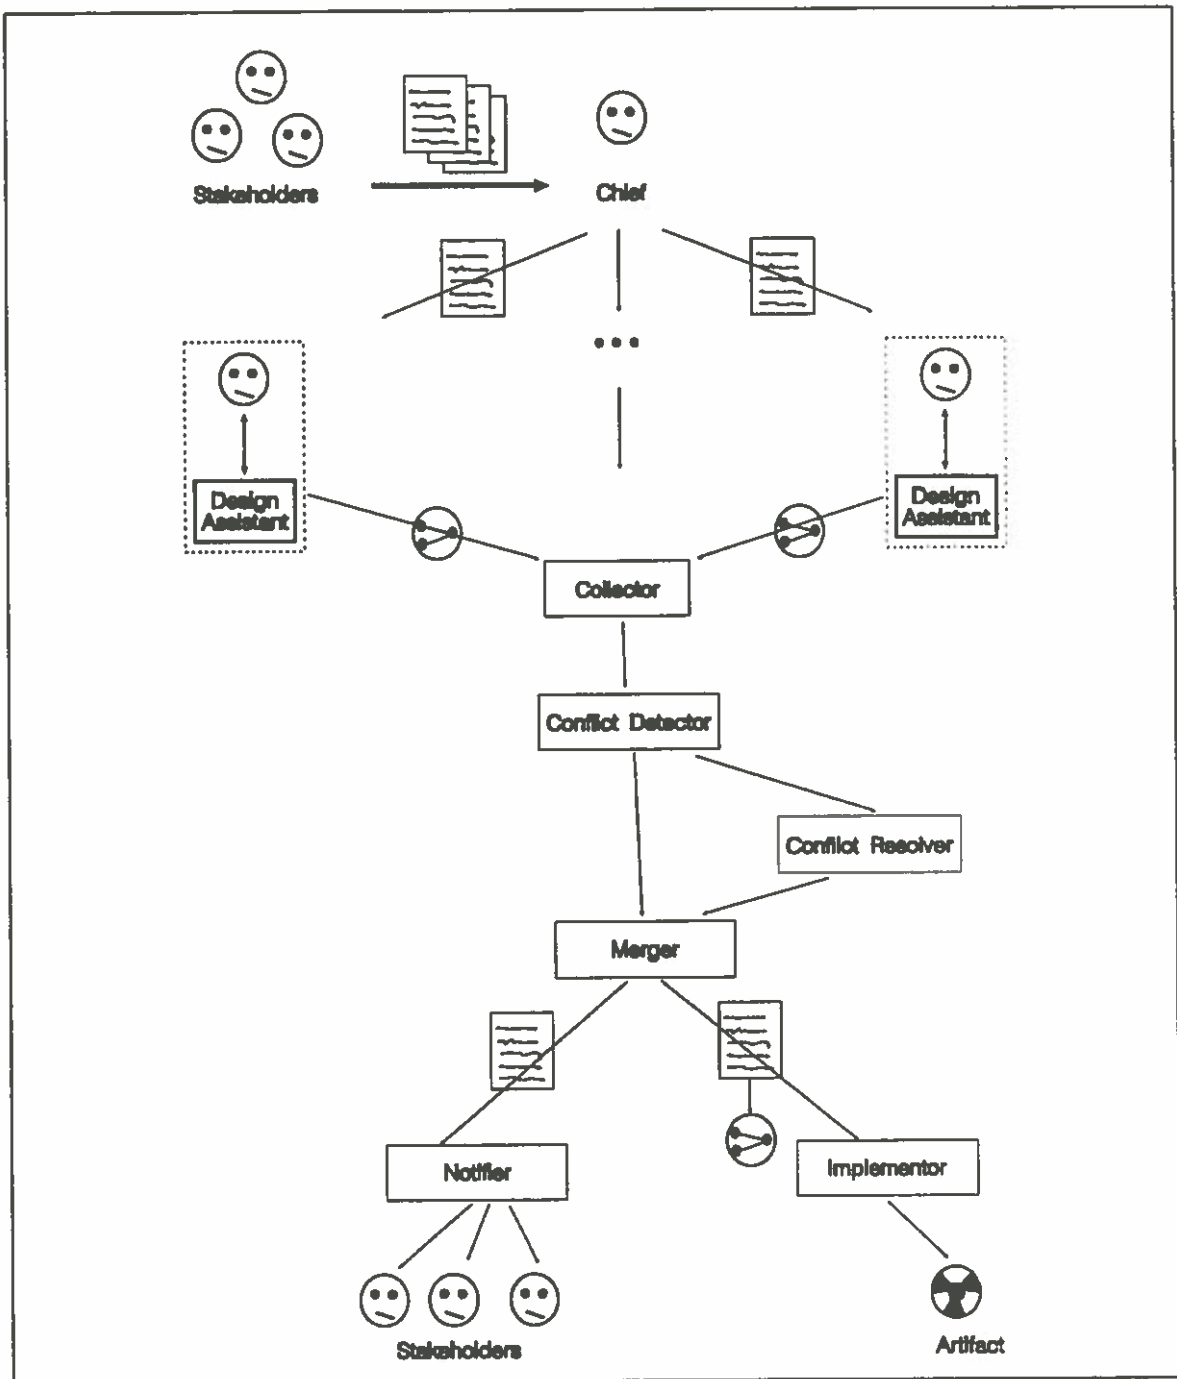 Stakeholders
Chief
Design
Assistant
Design
Assistant
Collector
Conflict Detector
Conflict Resolver
Merger
Notifier
Implementor
Stakeholders
Artifact